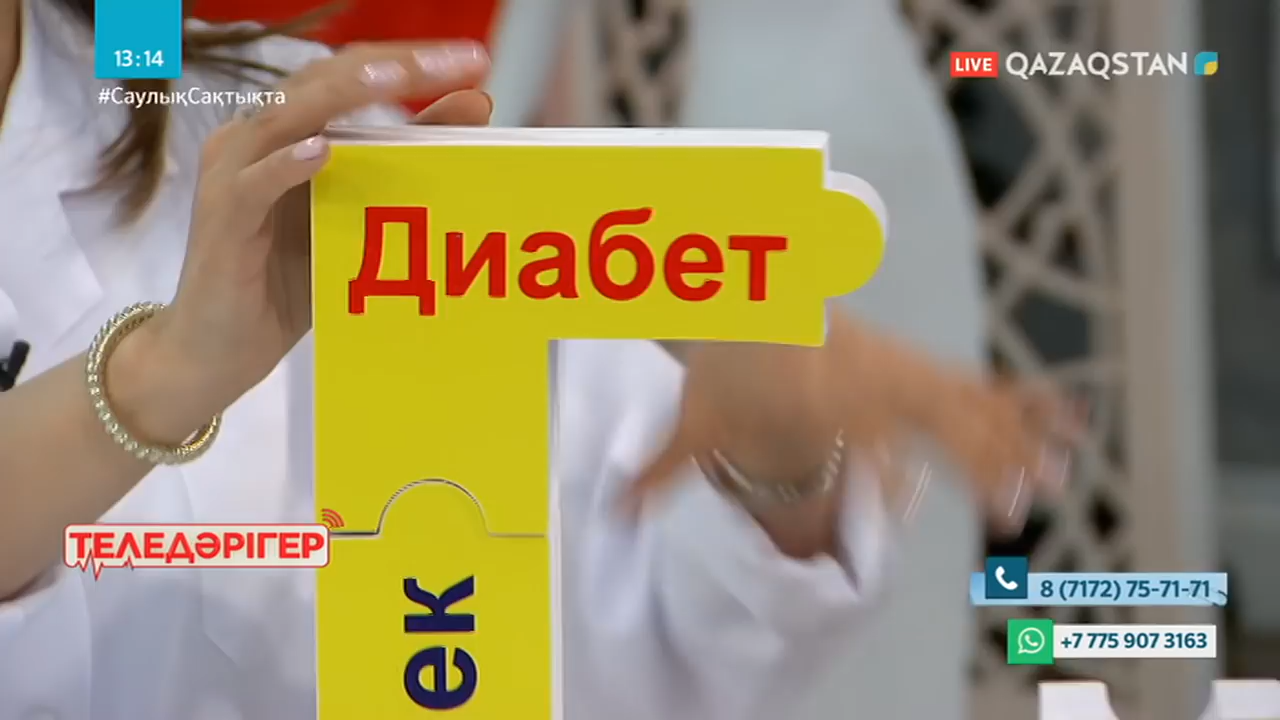 13:14
#СаулықСақтықта
LIVE QAZAQSTAN
Диабет
ек
ТЕЛЕДӘРІГЕР
8 (7172) 75-71-71
+7 775 907 3163